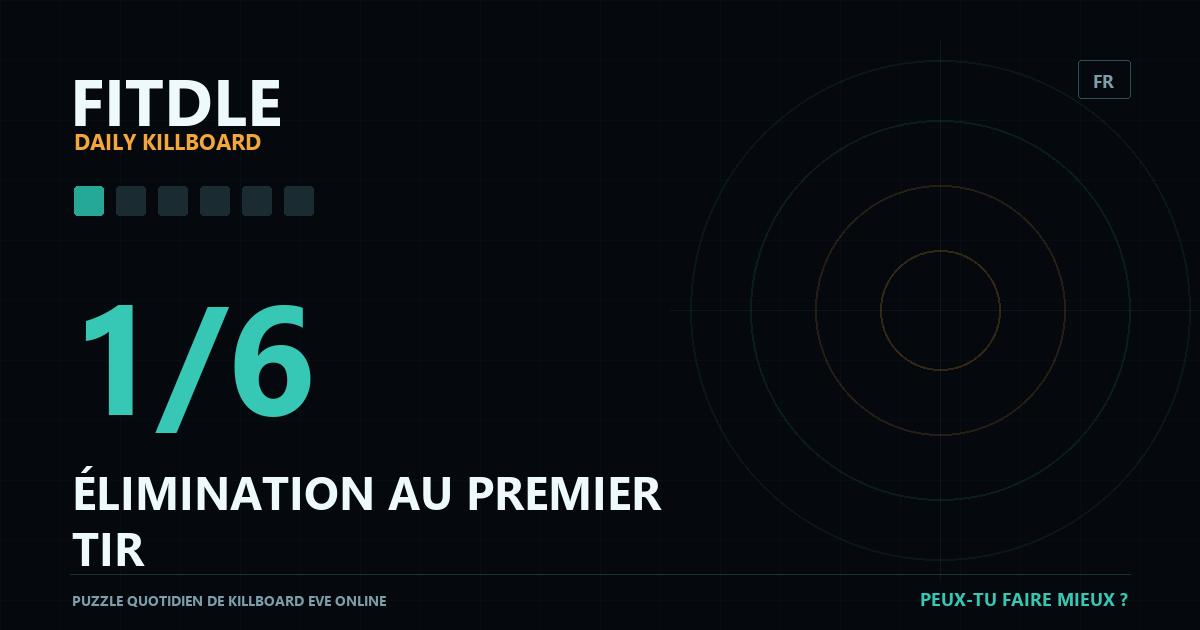 FITDLE
FR
DAILY KILLBOARD
1/6
ÉLIMINATION AU PREMIER
TIR
PUZZLE QUOTIDIEN DE KILLBOARD EVE ONLINE
PEUX-TU FAIRE MIEUX ?